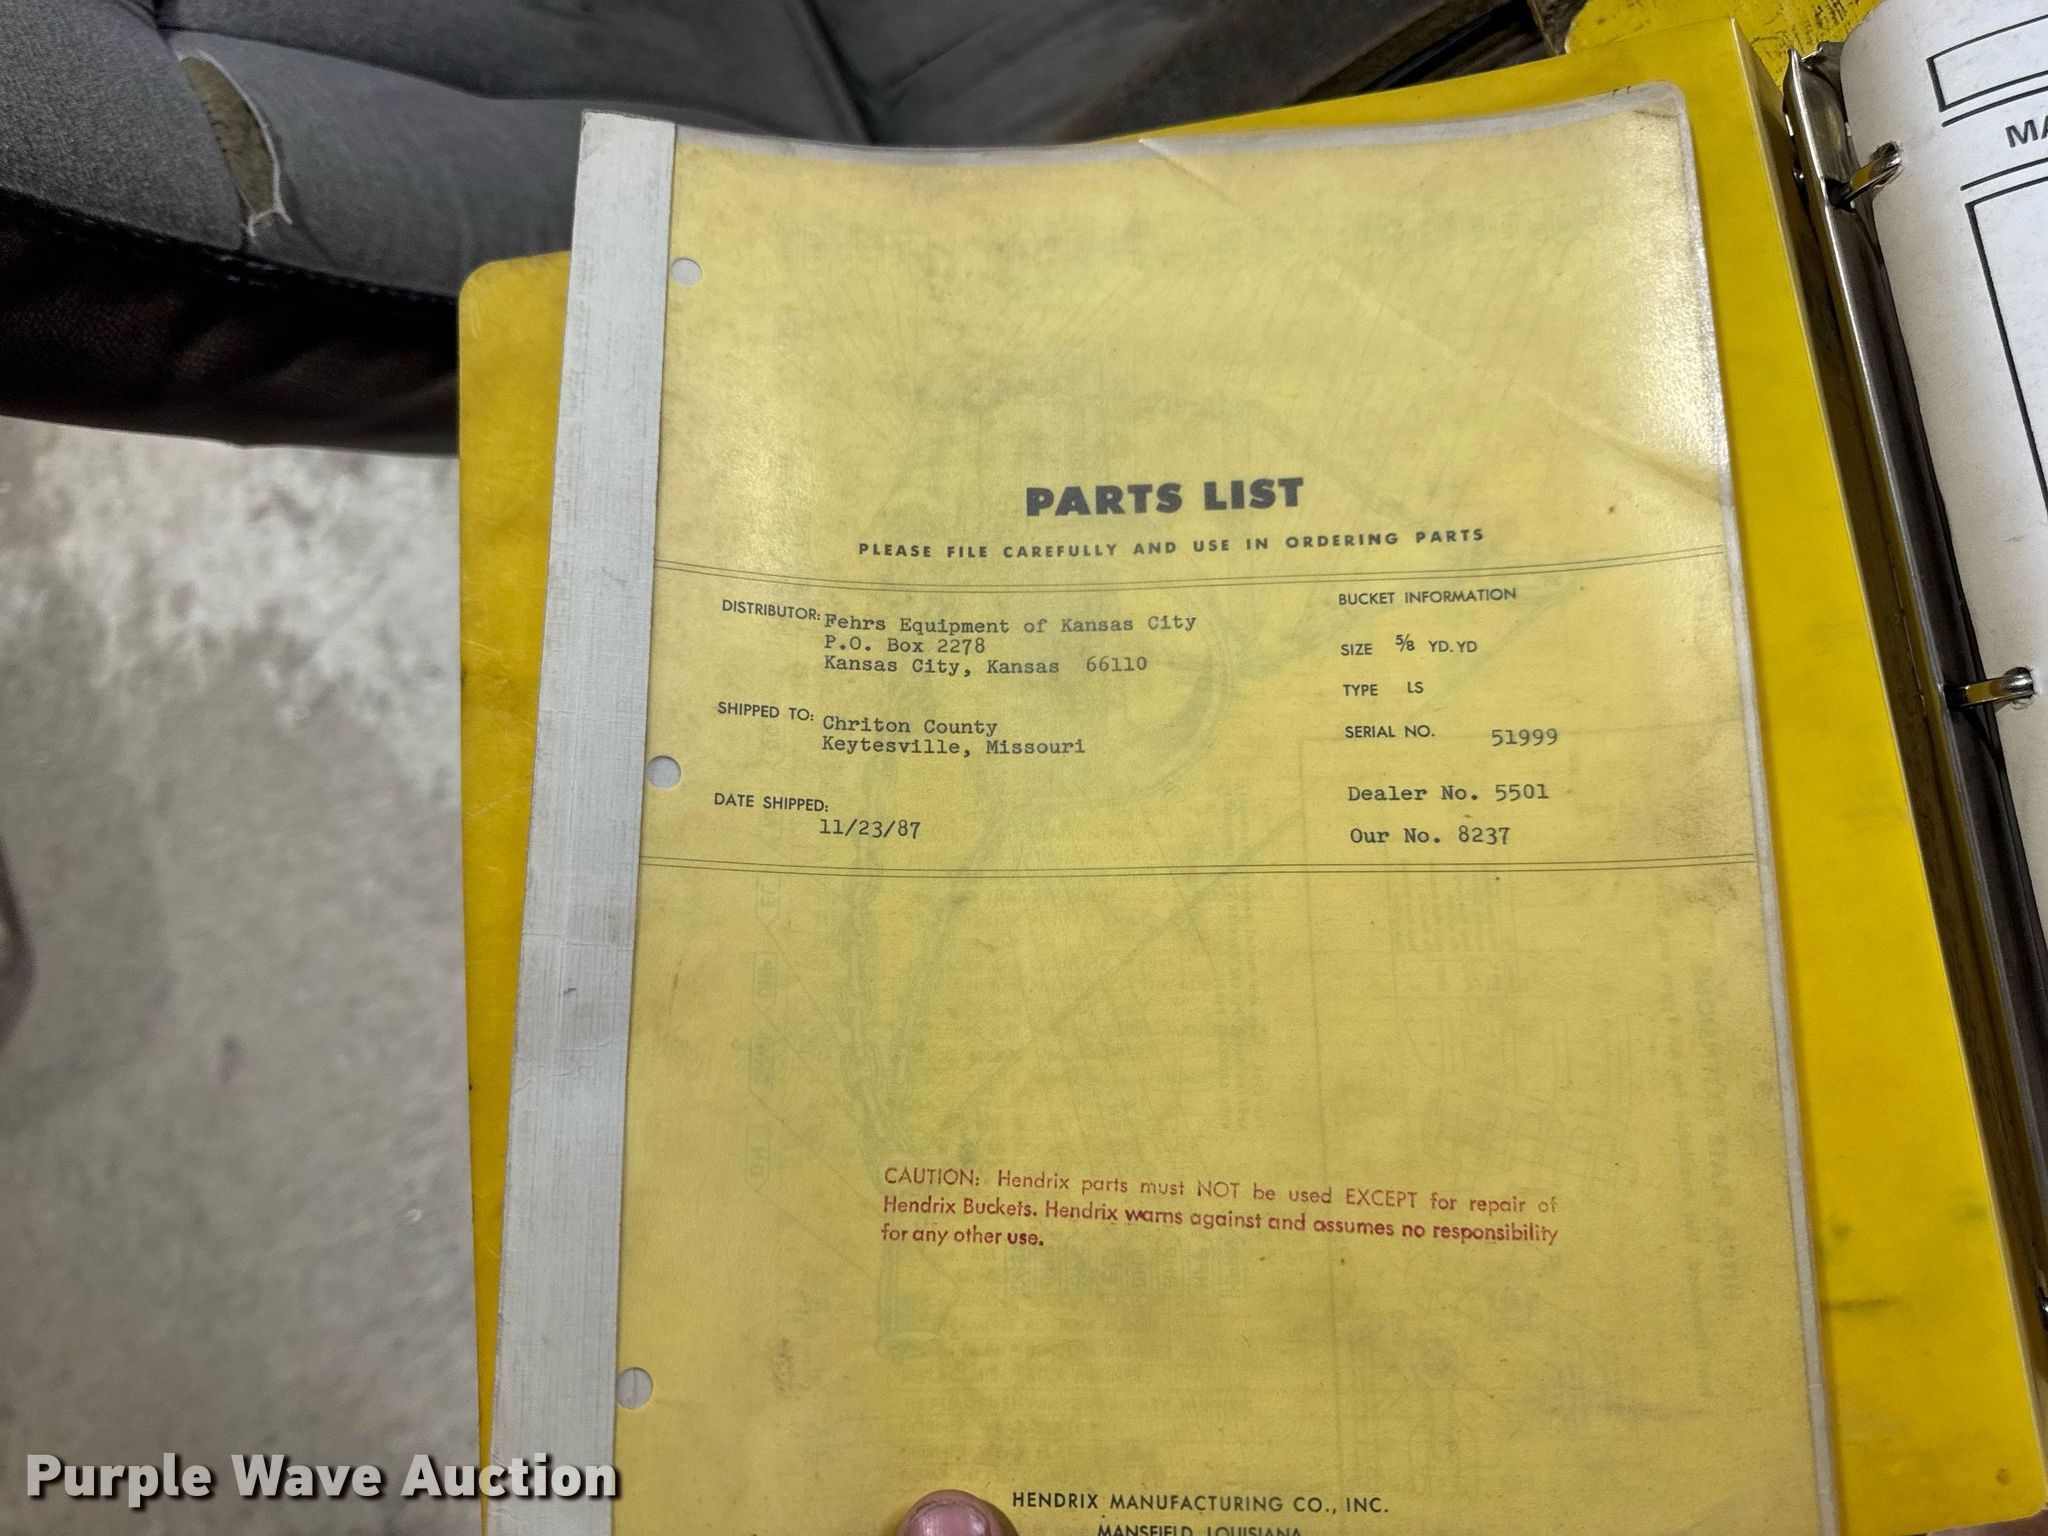 MA
PARTS LIST
PLEASE FILE CAREFULLY AND USE IN ORDERING PARTS
DISTRIBUTOR: Fehrs Equipment of Kansas City
P.O. Box 2278
Kansas City, Kansas 66110
SHIPPED TO: Chriton County
Keytesville, Missouri
DATE SHIPPED:
11/23/87
BUCKET INFORMATION
SIZE 5/8 YD. YD
TYPE LS
SERIAL NO. 51999
Dealer No. 5501
Our No. 8237
CAUTION: Hendrix parts must NOT be used EXCEPT for repair of
Hendrix Buckets. Hendrix warns against and assumes no responsibility
for any other use.
HENDRIX MANUFACTURING CO., INC.
MANSFIELD, LOUISIANA
Purple Wave Auction